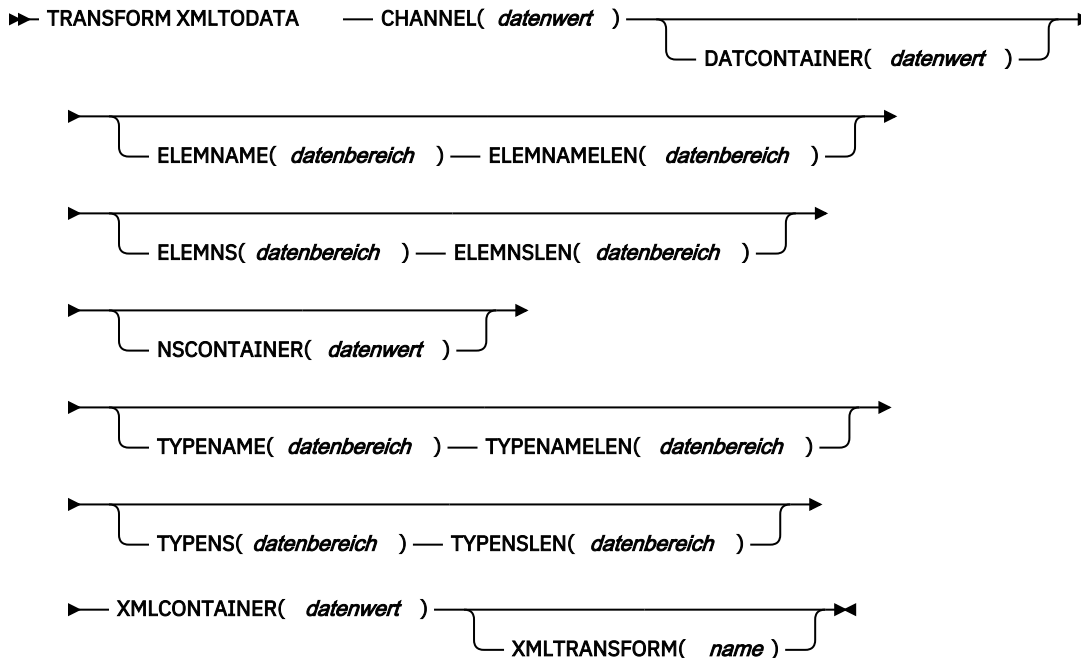 TRANSFORM XMLTODATA CHANNEL( datenwert )
DATCONTAINER( datenwert )
ELEMNAME( datenbereich ) ELEMNAMELEN( datenbereich )
ELEMNS( datenbereich ) ELEMNSLEN( datenbereich )
NSCONTAINER( datenwert )
TYPENAME( datenbereich ) TYPENAMELEN( datenbereich )
TYPENS( datenbereich ) TYPENSLEN( datenbereich )
XMLCONTAINER( datenwert )
XMLTRANSFORM( name )